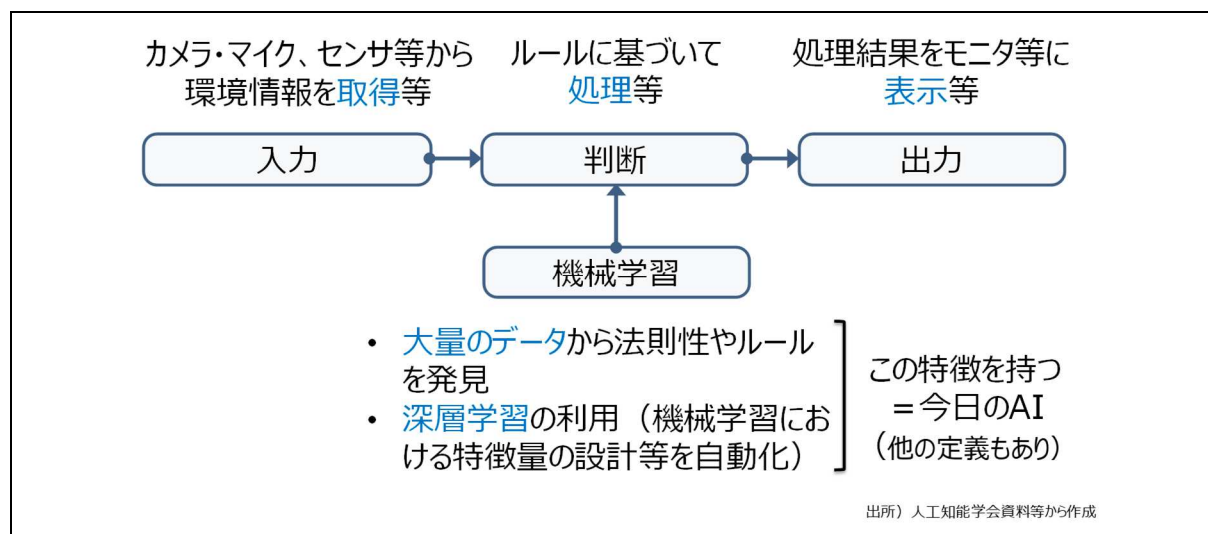 カメラ・マイク、センサ等から
環境情報を取得等
ルールに基づいて
処理等
処理結果をモニタ等に
表示等
入力
判断
出力
機械学習
• 大量のデータから法則性やルール
を発見
• 深層学習の利用（機械学習にお
ける特徴量の設計等を自動化）
この特徴を持つ
＝今日のAI
（他の定義もあり）
出所）人工知能学会資料等から作成